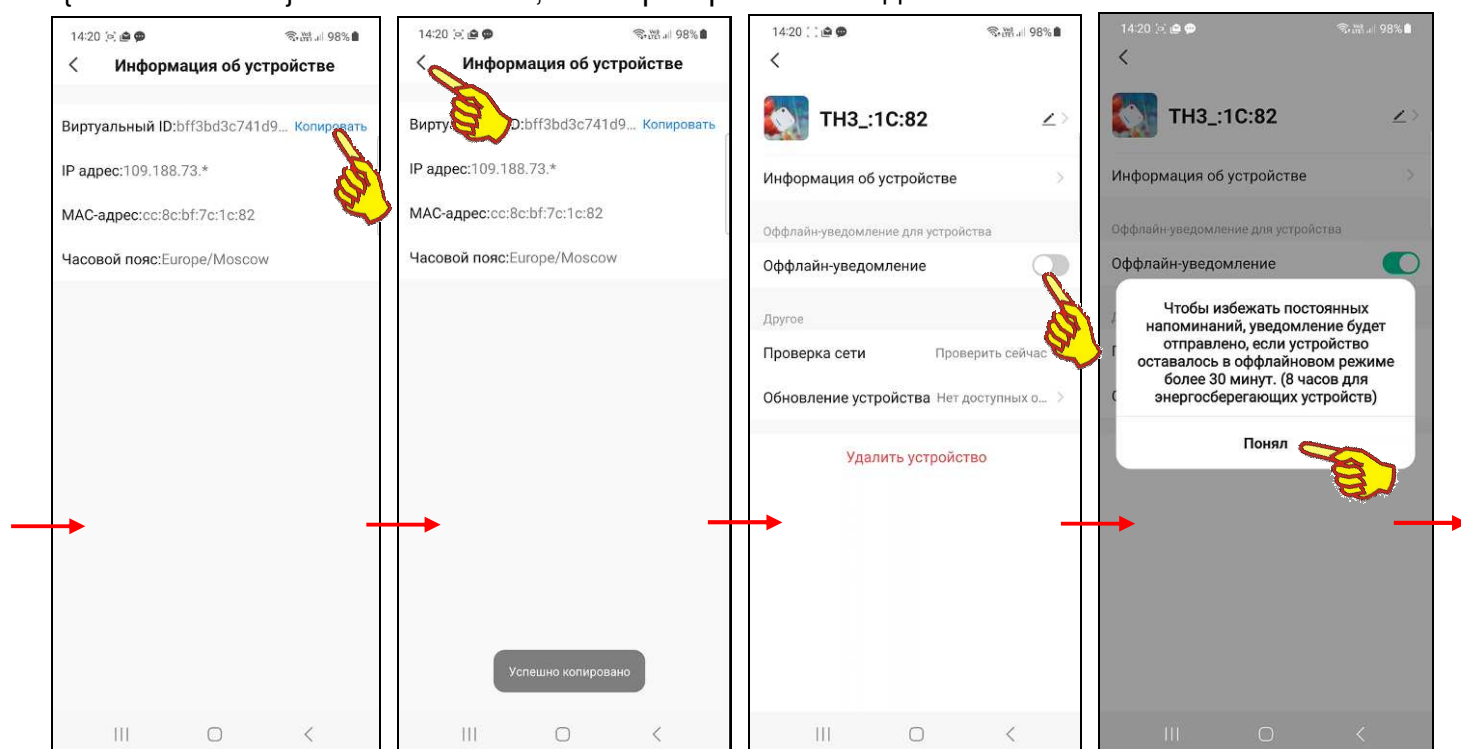 14:20 98%
Информация об устройстве
Виртуальный ID:bff3bd3c741d9... Копировать
IP адрес:109.188.73.*
MAC-адрес:cc:8c:bf:7c:1c:82
Часовой пояс:Europe/Moscow
14:20 98%
Информация об устройстве
D:bff3bd3c741d9... Копировать
IP адрес:109.188.73.*
MAC-адрес:cc:8c:bf:7c:1c:82
Часовой пояс:Europe/Moscow
Успешно копировано
14:20 98%
TH3_:1C:82
Информация об устройстве
Оффлайн-уведомление для устройства
Оффлайн-уведомление
Другое
Проверка сети Проверить сейчас
Обновление устройства Нет доступных о...
Удалить устройство
14:20 98%
TH3_:1C:82
Информация об устройстве
Оффлайн-уведомление для устройства
Оффлайн-уведомление
Чтобы избежать постоянных
напоминаний, уведомление будет
отправлено, если устройство
оставалось в оффлайновом режиме
более 30 минут. (8 часов для
энергосберегающих устройств)
Понял